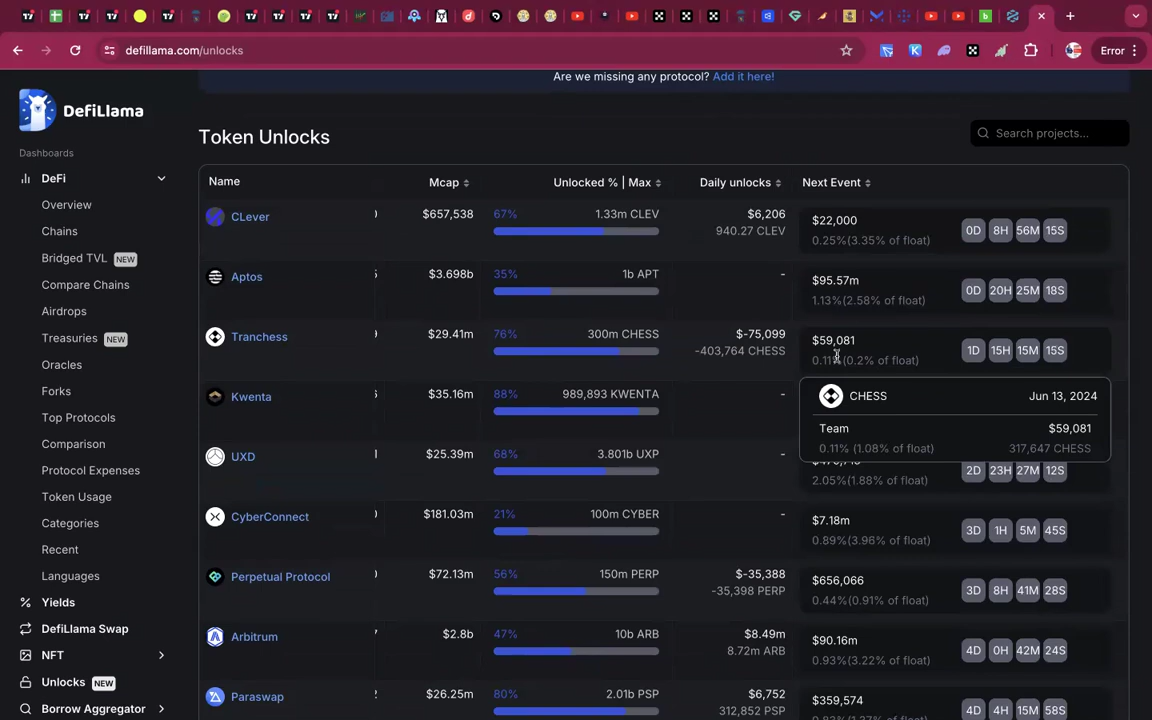 defillama.com/unlocks
Error
Are we missing any protocol? Add it here!
DefiLlama
Dashboards
DeFi
Overview
Chains
Bridged TVL NEW
Compare Chains
Airdrops
Treasuries NEW
Oracles
Forks
Top Protocols
Comparison
Protocol Expenses
Token Usage
Categories
Recent
Languages
Yields
DefiLlama Swap
NFT
Unlocks NEW
Borrow Aggregator
Token Unlocks
Search projects...
Name Mcap Unlocked % | Max Daily unlocks Next Event
CLever $657,538 67% 1.33m CLEV $6,206 940.27 CLEV $22,000 0.25%(3.35% of float) 0D 8H 56M 15S
Aptos $3.698b 35% 1b APT - $95.57m 1.13%(2.58% of float) 0D 20H 25M 18S
Tranchess $29.41m 76% 300m CHESS $-75,099 -403,764 CHESS $59,081 0.11%(0.2% of float) 1D 15H 15M 15S
CHESS Jun 13, 2024
Team $59,081
0.11% (1.08% of float) 317,647 CHESS
Kwenta $35.16m 88% 989,893 KWENTA -
UXD $25.39m 68% 3.801b UXP - 2.05%(1.88% of float) 2D 23H 27M 12S
CyberConnect $181.03m 21% 100m CYBER - $7.18m 0.89%(3.96% of float) 3D 1H 5M 45S
Perpetual Protocol $72.13m 56% 150m PERP $-35,388 -35,398 PERP $656,066 0.44%(0.91% of float) 3D 8H 41M 28S
Arbitrum $2.8b 47% 10b ARB $8.49m 8.72m ARB $90.16m 0.93%(3.22% of float) 4D 0H 42M 24S
Paraswap $26.25m 80% 2.01b PSP $6,752 312,852 PSP $359,574 4D 4H 15M 58S